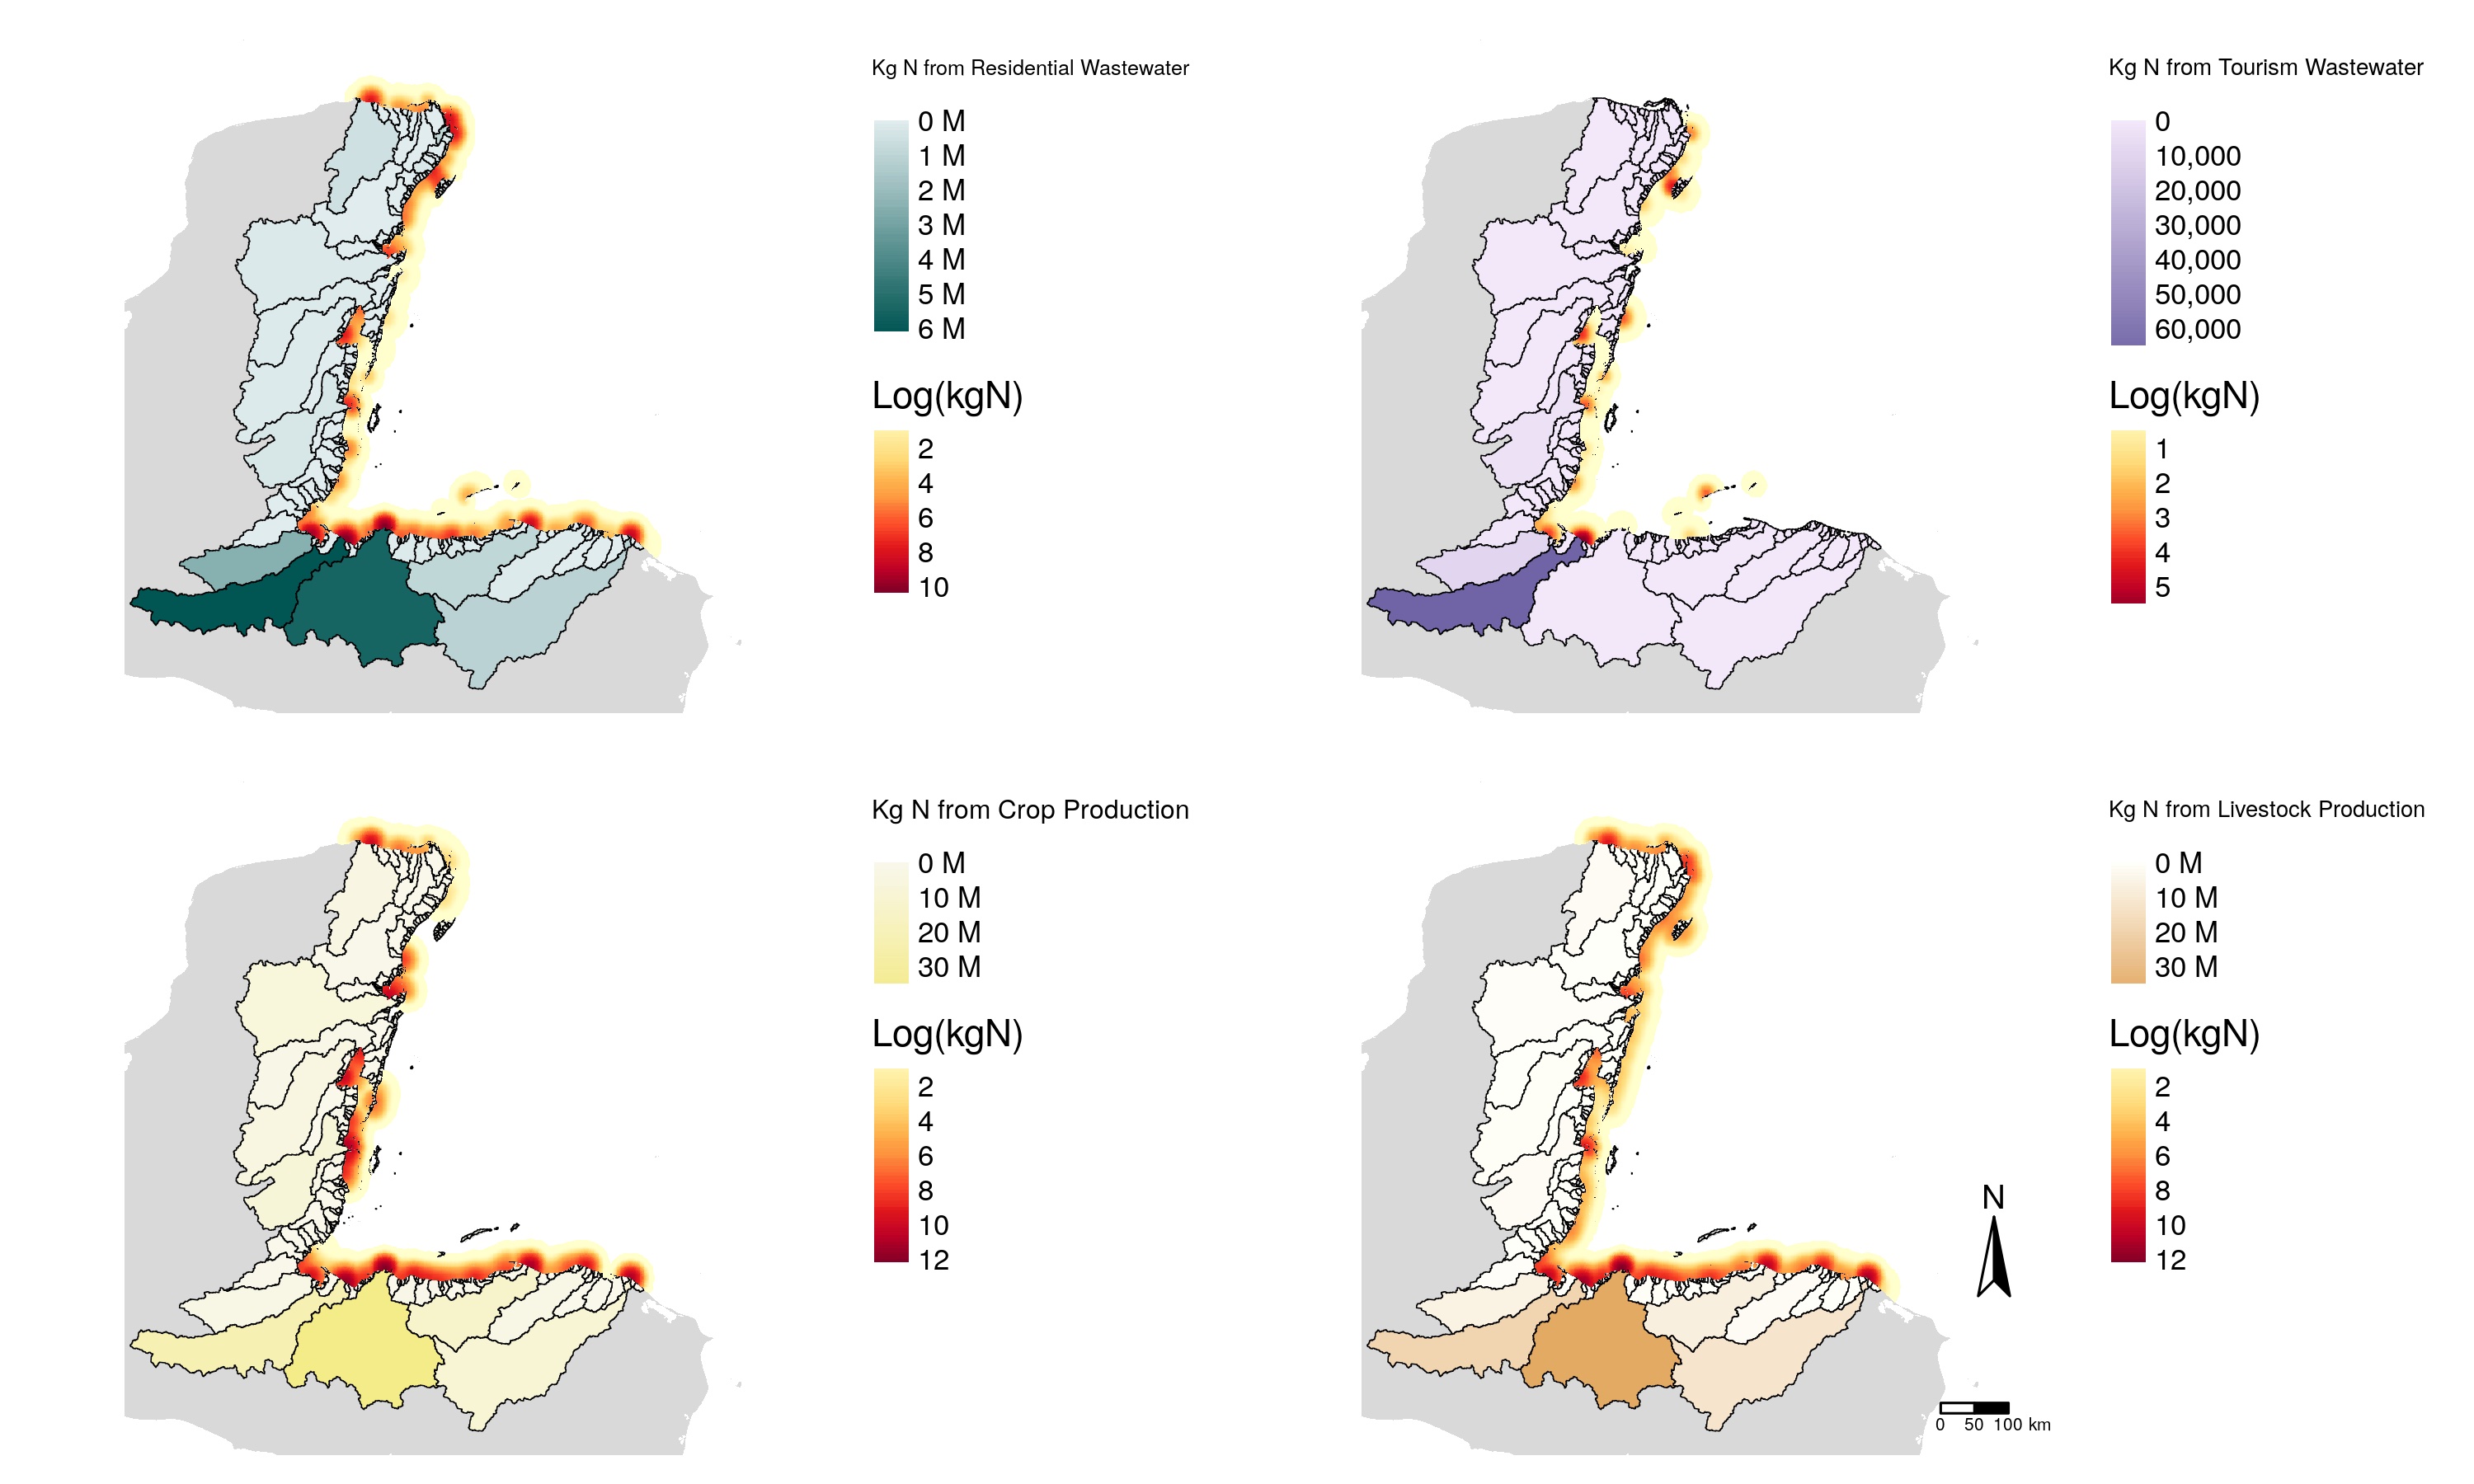 Kg N from Residential Wastewater
0 M
1 M
2 M
3 M
4 M
5 M
6 M
Log(kgN)
2
4
6
8
10
Kg N from Tourism Wastewater
0
10,000
20,000
30,000
40,000
50,000
60,000
Log(kgN)
1
2
3
4
5
Kg N from Crop Production
0 M
10 M
20 M
30 M
Log(kgN)
2
4
6
8
10
12
Kg N from Livestock Production
0 M
10 M
20 M
30 M
Log(kgN)
2
4
6
8
10
12
N
0 50 100 km